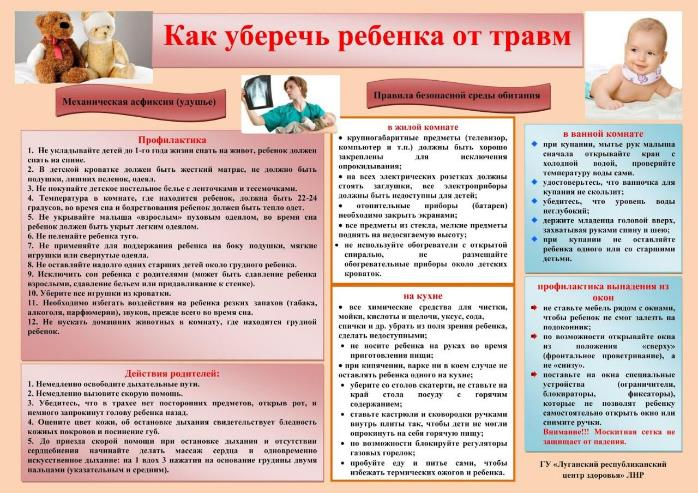 Как уберечь ребенка от травм
Механическая асфиксия (удушье)
Правила безопасной среды обитания
Профилактика
1. Не укладывайте детей до 1-го года жизни спать на живот, ребенок должен
спать на спине.
2. В детской кроватке должен быть жесткий матрас, не должно быть
подушки, лишних пеленок, одеял.
3. Не покупайте детское постельное белье с ленточками и тесемочками.
4. Температура в комнате, где находится ребенок, должна быть 22-24
градусов, во время сна и бодрствования ребенок должен быть тепло одет.
5. Не укрывайте малыша «взрослым» пуховым одеялом, во время сна
ребенок должен быть укрыт легким одеялом.
6. Не пеленайте ребенка туго.
7. Не применяйте для поддержания ребенка на боку подушки, мягкие
игрушки или свернутые одеяла.
8. Не оставляйте надолго одних старших детей около грудного ребенка.
9. Исключить сон ребенка с родителями (может быть сдавление ребенка
взрослыми, сдавление бельем или придавливание к стенке).
10. Уберите все игрушки из кроватки.
11. Необходимо избегать воздействия на ребенка резких запахов (табака,
алкоголя, парфюмерии), звуков, прежде всего во время сна.
12. Не пускать домашних животных в комнату, где находится грудной
ребенок.
Действия родителей:
1. Немедленно освободите дыхательные пути.
2. Немедленно вызовите скорую помощь.
3. Убедитесь, что в трахее нет посторонних предметов, открыв рот, и
немного запрокинут голову ребенка назад.
4. Оцените цвет кожи, об остановке дыхания свидетельствует бледность
кожных покровов и посинение губ.
5. До приезда скорой помощи при остановке дыхания и отсутствии
сердцебиения начинайте делать массаж сердца и одновременно
искусственное дыхание: на 1 вдох 3 нажатия на основание грудины двумя
пальцами (указательным и средним).
в жилой комнате
• крупногабаритные предметы (телевизор,
компьютер и т.п.) должны быть хорошо
закреплены для исключения
опрокидывания;
• на всех электрических розетках должны
стоять заглушки, все электроприборы
должны быть недоступны для детей;
• отопительные приборы (батареи)
необходимо закрыть экранами;
• все предметы из стекла, мелкие предметы
поднять на недосягаемую высоту;
• не используйте обогреватели с открытой
спиралью, не размещайте
обогревательные приборы около детских
кроваток.
на кухне
• все химические средства для чистки,
мойки, кислоты и щелочи, уксус, сода,
спички и др. убрать из поля зрения ребенка,
сделать недоступными;
• не носите ребенка на руках во время
приготовления пищи;
• при кипячении, варке ни в коем случае не
оставлять ребенка одного на кухне;
• уберите со столов скатерти, не ставьте на
край стола посуду с горячим
содержанием;
• ставьте кастрюли и сковородки ручками
внутрь плиты так, чтобы дети не могли
опрокинуть на себя горячую пищу;
• по возможности блокируйте регуляторы
газовых горелок;
• пробуйте еду и питье сами, чтобы
избежать термических ожогов и ребенка.
в ванной комнате
при купании, мытье рук малыша
сначала открывайте кран с
холодной водой, проверяйте
температуру воды сами.
удостоверьтесь, что ванночка для
купания не скользит;
убедитесь, что уровень воды
неглубокий;
держите младенца головой вверх,
захватывая руками спину и шею;
при купании не оставляйте
ребенка одного или со старшими
детьми.
профилактика выпадения из
окон
не ставьте мебель рядом с окнами,
чтобы ребенок не смог залезть на
подоконник;
по возможности открывайте окна
из положения «сверху»
(фронтальное проветривание), а
не «снизу».
поставьте на окна специальные
устройства (ограничители,
блокираторы, фиксаторы),
которые не позволят ребенку
самостоятельно открыть окно или
снимите ручки.
Внимание!!! Москитная сетка не
защищает от падения.
ГУ «Луганский республиканский
центр здоровья» ЛНР